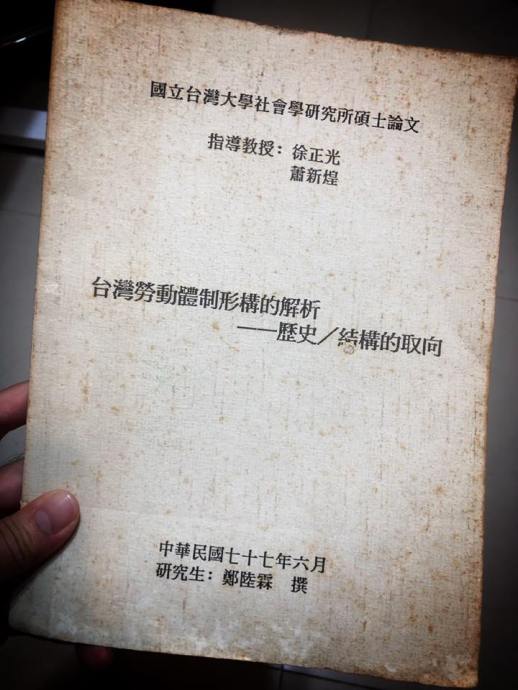 國立台灣大學社會學研究所碩士論文
指導教授：徐正光
蕭新煌
台灣勞動體制形構的解析
——歷史／結構的取向
中華民國七十七年六月
研究生：鄭陸霖 撰